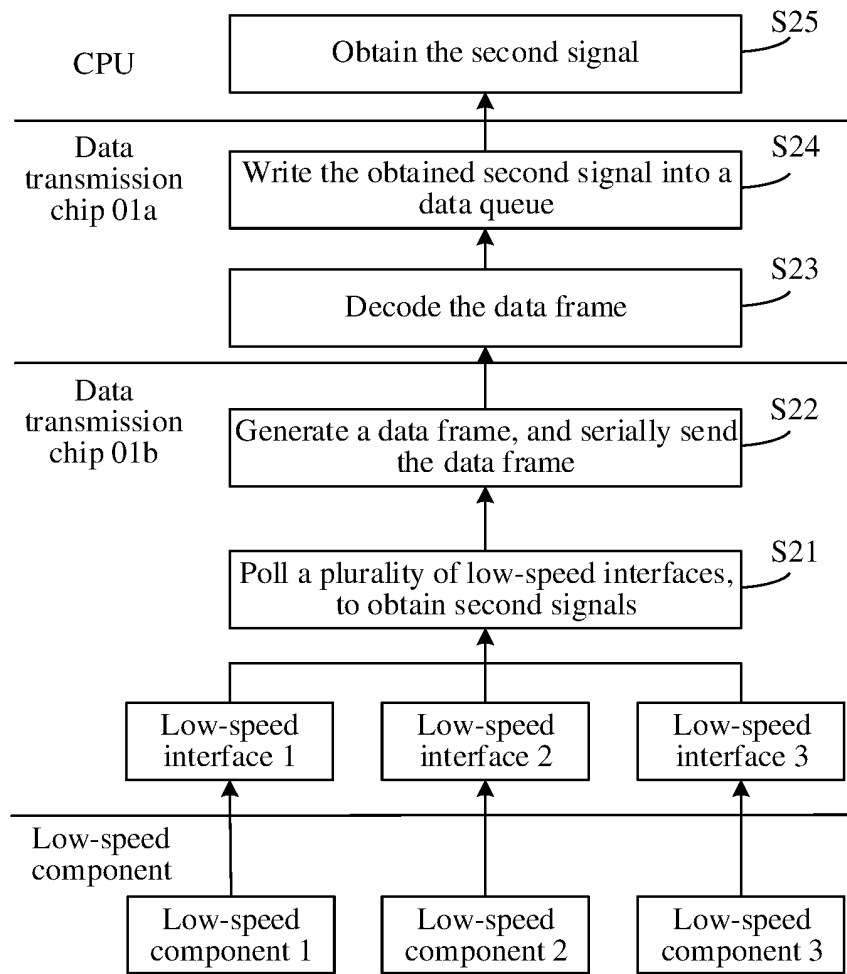 S25
CPU
Obtain the second signal
Data
transmission
chip 01a
S24
Write the obtained second signal into a
data queue
S23
Decode the data frame
Data
transmission
chip 01b
S22
Generate a data frame, and serially send
the data frame
S21
Poll a plurality of low-speed interfaces,
to obtain second signals
Low-speed
interface 1
Low-speed
interface 2
Low-speed
interface 3
Low-speed
component
Low-speed
component 1
Low-speed
component 2
Low-speed
component 3